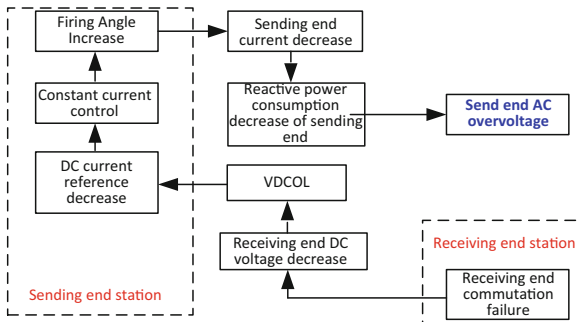 Firing Angle
Increase
Sending end
current decrease
Constant current
control
Reactive power
consumption
decrease of sending
end
Send end AC
overvoltage
DC current
reference
decrease
VDCOL
Receiving end DC
voltage decrease
Receiving end station
Sending end station
Receiving end
commutation
failure